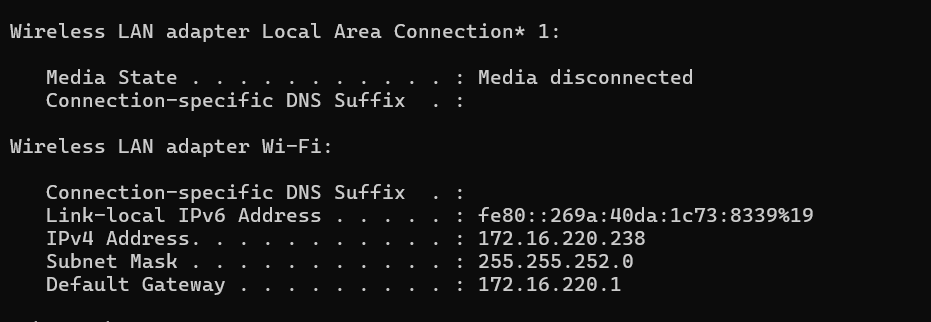 Wireless LAN adapter Local Area Connection* 1:
Media State . . . . . . . . . . . : Media disconnected
Connection-specific DNS Suffix  . :
Wireless LAN adapter Wi-Fi:
Connection-specific DNS Suffix  . :
Link-local IPv6 Address . . . . . : fe80::269a:40da:1c73:8339%19
IPv4 Address. . . . . . . . . . . : 172.16.220.238
Subnet Mask . . . . . . . . . . . : 255.255.252.0
Default Gateway . . . . . . . . . : 172.16.220.1